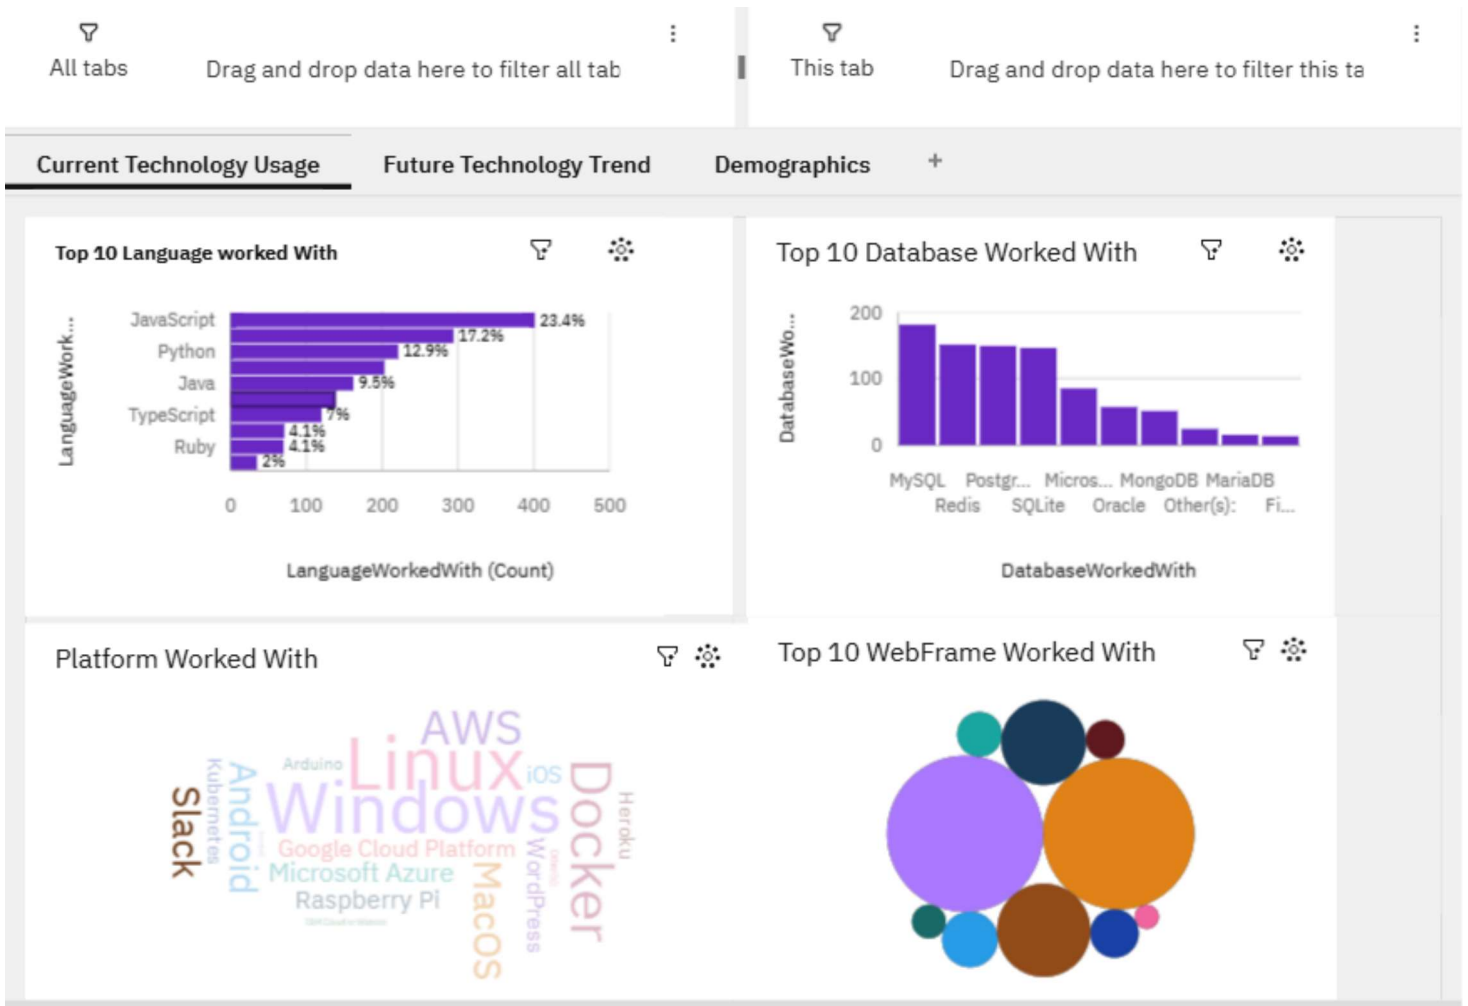 All tabs
Drag and drop data here to filter all tab
This tab
Drag and drop data here to filter this ta
Current Technology Usage
Future Technology Trend
Demographics
+
Top 10 Language worked With
LanguageWork...
JavaScript
Python
Java
TypeScript
Ruby
23.4%
17.2%
12.9%
9.5%
7%
4.1%
4.1%
2%
0 100 200 300 400 500
LanguageWorkedWith (Count)
Top 10 Database Worked With
DatabaseWo...
200
100
0
MySQL Postgr... Micros... MongoDB MariaDB
Redis SQLite Oracle Other(s): Fi...
DatabaseWorkedWith
Platform Worked With
AWS
Linux
Arduino
iOS
Windows
Docker
Heroku
Slack
Kubernetes
Android
Google Cloud Platform
Microsoft Azure
Raspberry Pi
MacOS
WordPress
Top 10 WebFrame Worked With